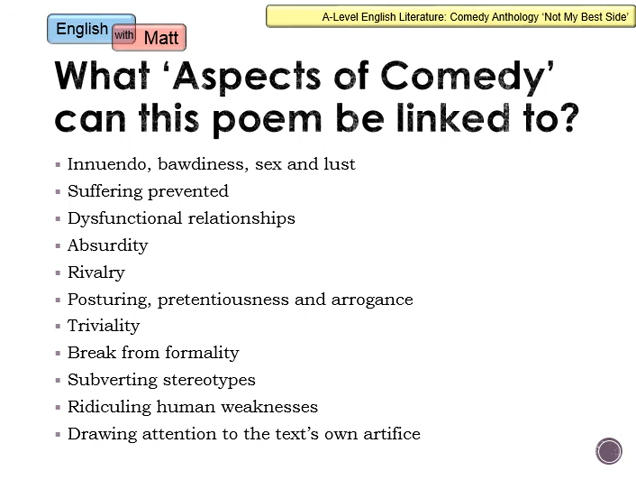 A-Level English Literature: Comedy Anthology 'Not My Best Side'
English with Matt
What 'Aspects of Comedy'
can this poem be linked to?
Innuendo, bawdiness, sex and lust
Suffering prevented
Dysfunctional relationships
Absurdity
Rivalry
Posturing, pretentiousness and arrogance
Triviality
Break from formality
Subverting stereotypes
Ridiculing human weaknesses
Drawing attention to the text's own artifice